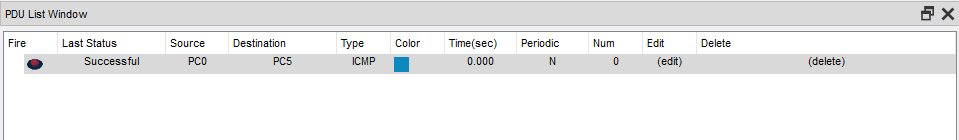 PDU List Window
Fire Last Status Source Destination Type Color Time(sec) Periodic Num Edit Delete
Successful PC0 PC5 ICMP 0.000 N 0 (edit) (delete)